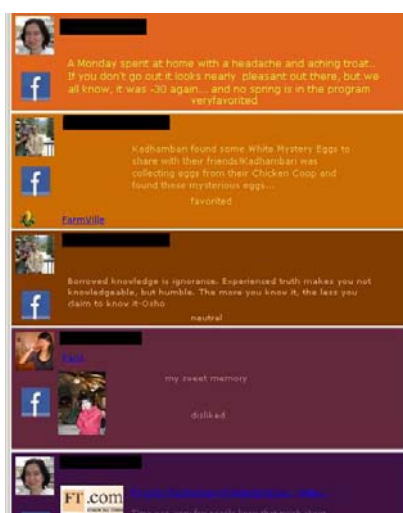 A Monday spent at home with a headache and aching troat..
If you don't go out it looks nearly pleasant out there, but we
all know, it was -30 again... and no spring is in the program
veryfavorited
Kadhamban found some White Mystery Eggs to
share with their friends!Kadhambari was
collecting eggs from their Chicken Coop and
found these mysterious eggs...
favorited
FarmVille
Borrowed knowledge is ignorance. Experienced truth makes you not
knowledgeable, but humble. The more you know it, the less you
claim to know it-Osho
neutral
my sweet memory
disliked
FT.com